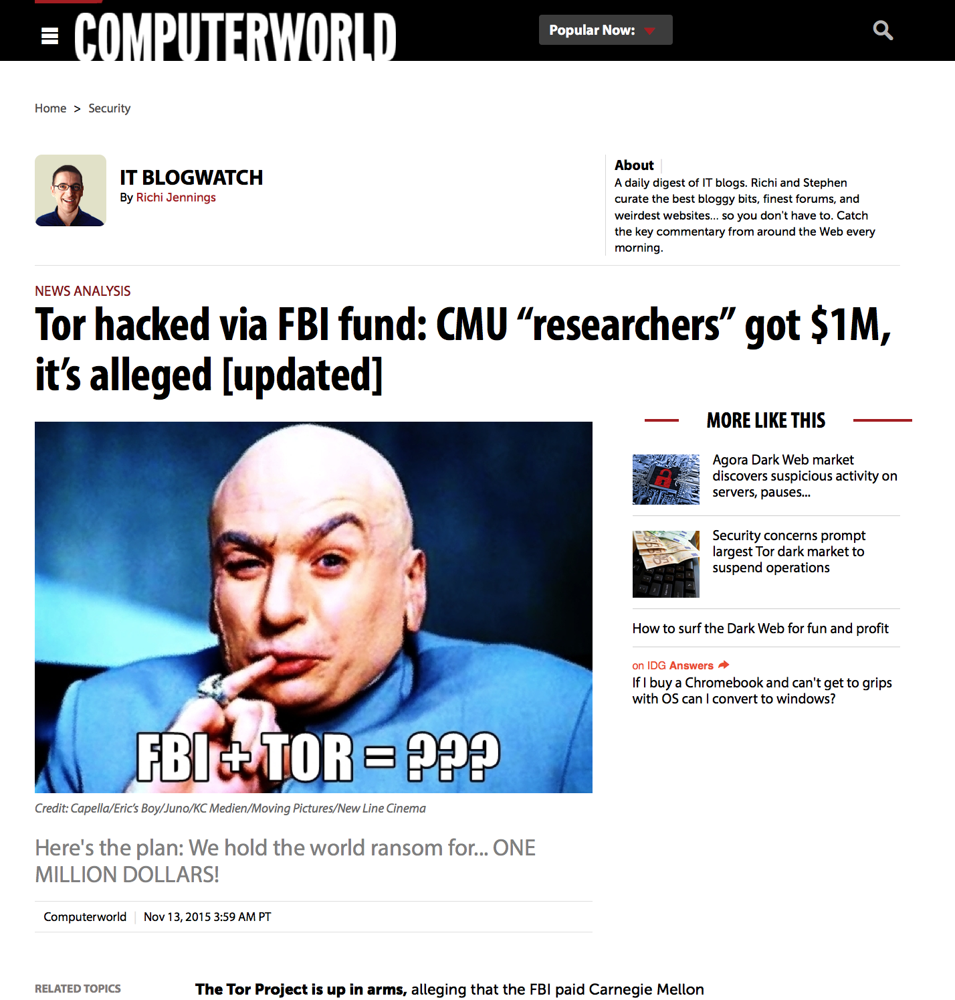 COMPUTERWORLD
Popular Now:
Home > Security
IT BLOGWATCH
By Richi Jennings
About
A daily digest of IT blogs. Richi and Stephen
curate the best bloggy bits, finest forums, and
weirdest websites... so you don't have to. Catch
the key commentary from around the Web every
morning.
NEWS ANALYSIS
Tor hacked via FBI fund: CMU “researchers” got $1M,
it’s alleged [updated]
FBI + TOR = ???
Credit: Capella/Eric’s Boy/Juno/KC Medien/Moving Pictures/New Line Cinema
Here's the plan: We hold the world ransom for... ONE
MILLION DOLLARS!
Computerworld | Nov 13, 2015 3:59 AM PT
MORE LIKE THIS
Agora Dark Web market
discovers suspicious activity on
servers, pauses...
Security concerns prompt
largest Tor dark market to
suspend operations
How to surf the Dark Web for fun and profit
on IDG Answers
If I buy a Chromebook and can't get to grips
with OS can I convert to windows?
RELATED TOPICS
The Tor Project is up in arms, alleging that the FBI paid Carnegie Mellon